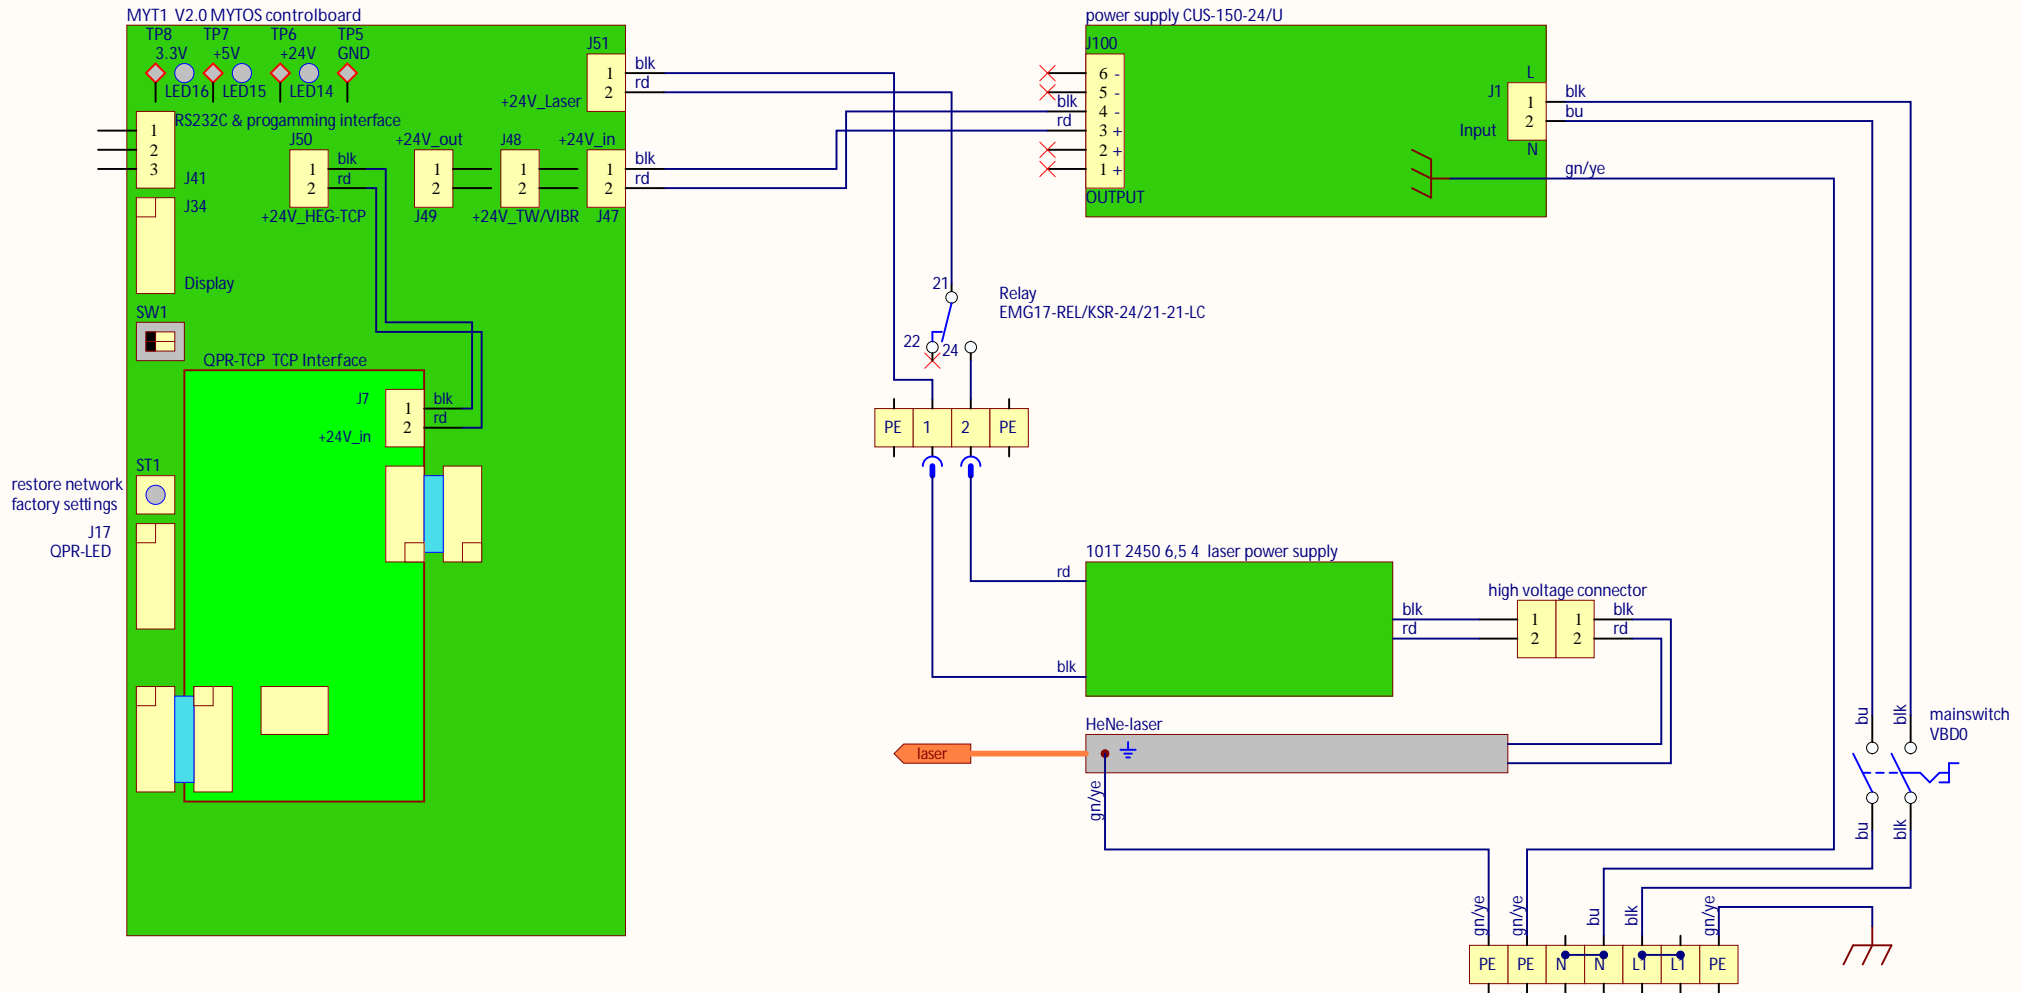 MYT1 V2.0 MYTOS controlboard
TP8
TP7
TP6
TP5
3.3V
+5V
+24V
GND
LED16
LED15
LED14
RS232C & progamming interface
1
2
3
J41
J34
Display
J50
1
2
blk
rd
+24V_HEG-TCP
+24V_out
1
2
J49
J48
1
2
+24V_TW/VIBR
+24V_in
1
2
J47
blk
rd
J51
1
2
blk
rd
+24V_Laser
SW1
QPR-TCP TCP Interface
J7
1
2
blk
rd
+24V_in
ST1
restore network
factory settings
J17
QPR-LED
power supply CUS-150-24/U
J100
6 -
5 -
4 -
3 +
2 +
1 +
blk
rd
OUTPUT
L
J1
1
2
Input
N
blk
bu
gn/ye
21
22
24
Relay
EMG17-REL/KSR-24/21-21-LC
PE
1
2
PE
101T 2450 6,5 4 laser power supply
rd
blk
blk
rd
high voltage connector
1
2
1
2
blk
rd
HeNe-laser
laser
gn/ye
bu
blk
mainswitch
VBD0
bu
blk
gn/ye
gn/ye
bu
blk
gn/ye
PE
PE
N
N
L1
L1
PE